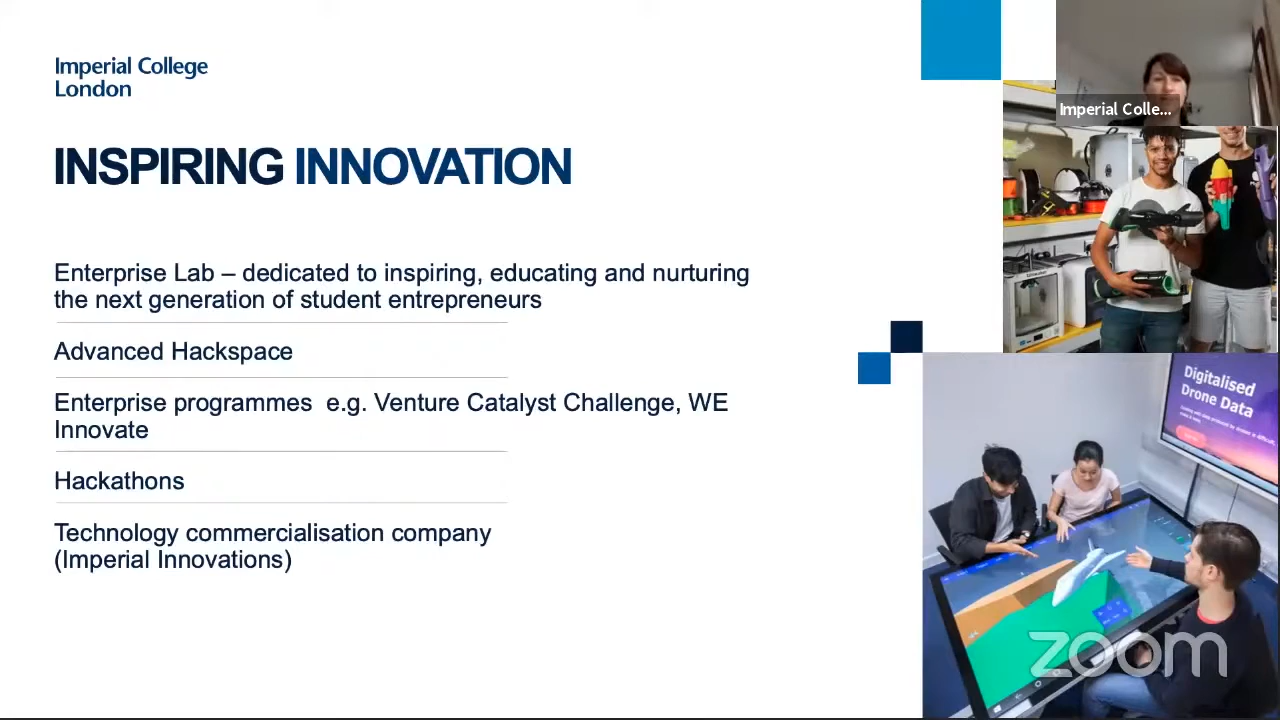 Imperial College
London
INSPIRING INNOVATION
Enterprise Lab – dedicated to inspiring, educating and nurturing
the next generation of student entrepreneurs
Advanced Hackspace
Enterprise programmes  e.g. Venture Catalyst Challenge, WE
Innovate
Hackathons
Technology commercialisation company
(Imperial Innovations)
Imperial Colle...
Digitalised
Drone Data
zoom